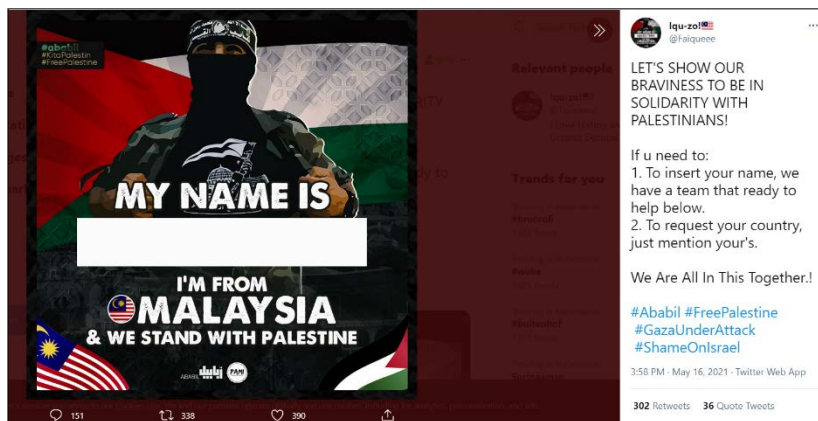 #ababil
#KitaPalestin
#FreePalestine
MY NAME IS
I'M FROM
MALAYSIA
& WE STAND WITH PALESTINE
ABABIL
PAMI
151
338
390
Relevant people
Trends for you
Iqu-zo!
@Faiqueee
LET'S SHOW OUR
BRAVINESS TO BE IN
SOLIDARITY WITH
PALESTINIANS!
If u need to:
1. To insert your name, we
have a team that ready to
help below.
2. To request your country,
just mention your's.
We Are All In This Together.!
#Ababil #FreePalestine
#GazaUnderAttack
#ShameOnIsrael
3:58 PM · May 16, 2021 · Twitter Web App
302 Retweets 36 Quote Tweets